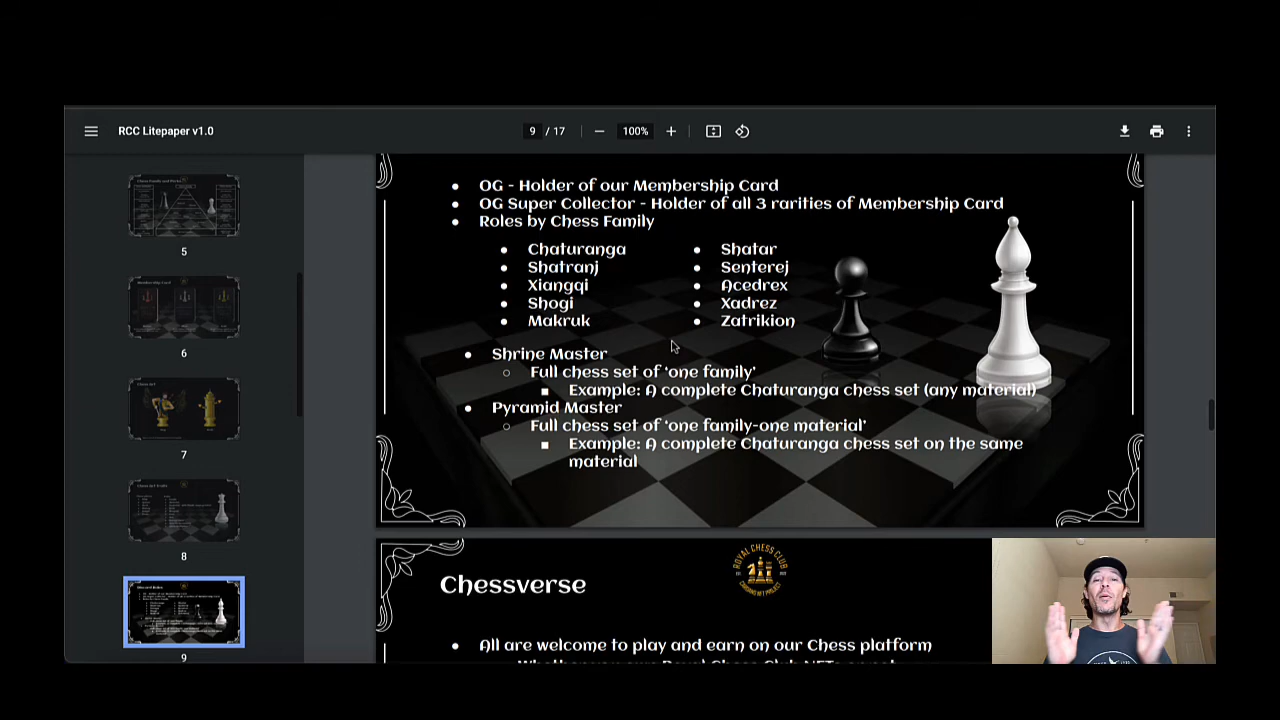 RCC Litepaper v1.0
9 / 17
100%
5
6
7
8
9
OG - Holder of our Membership Card
OG Super Collector - Holder of all 3 rarities of Membership Card
Roles by Chess Family
Chaturanga
Shatranj
Xiangqi
Shogi
Makruk
Shatar
Senterej
Acedrex
Xadrez
Zatrikion
Shrine Master
Full chess set of 'one family'
Example: A complete Chaturanga chess set (any material)
Pyramid Master
Full chess set of 'one family-one material'
Example: A complete Chaturanga chess set on the same
material
Chessverse
ROYAL CHESS CLUB
CARDANO NFT PROJECT
All are welcome to play and earn on our Chess platform